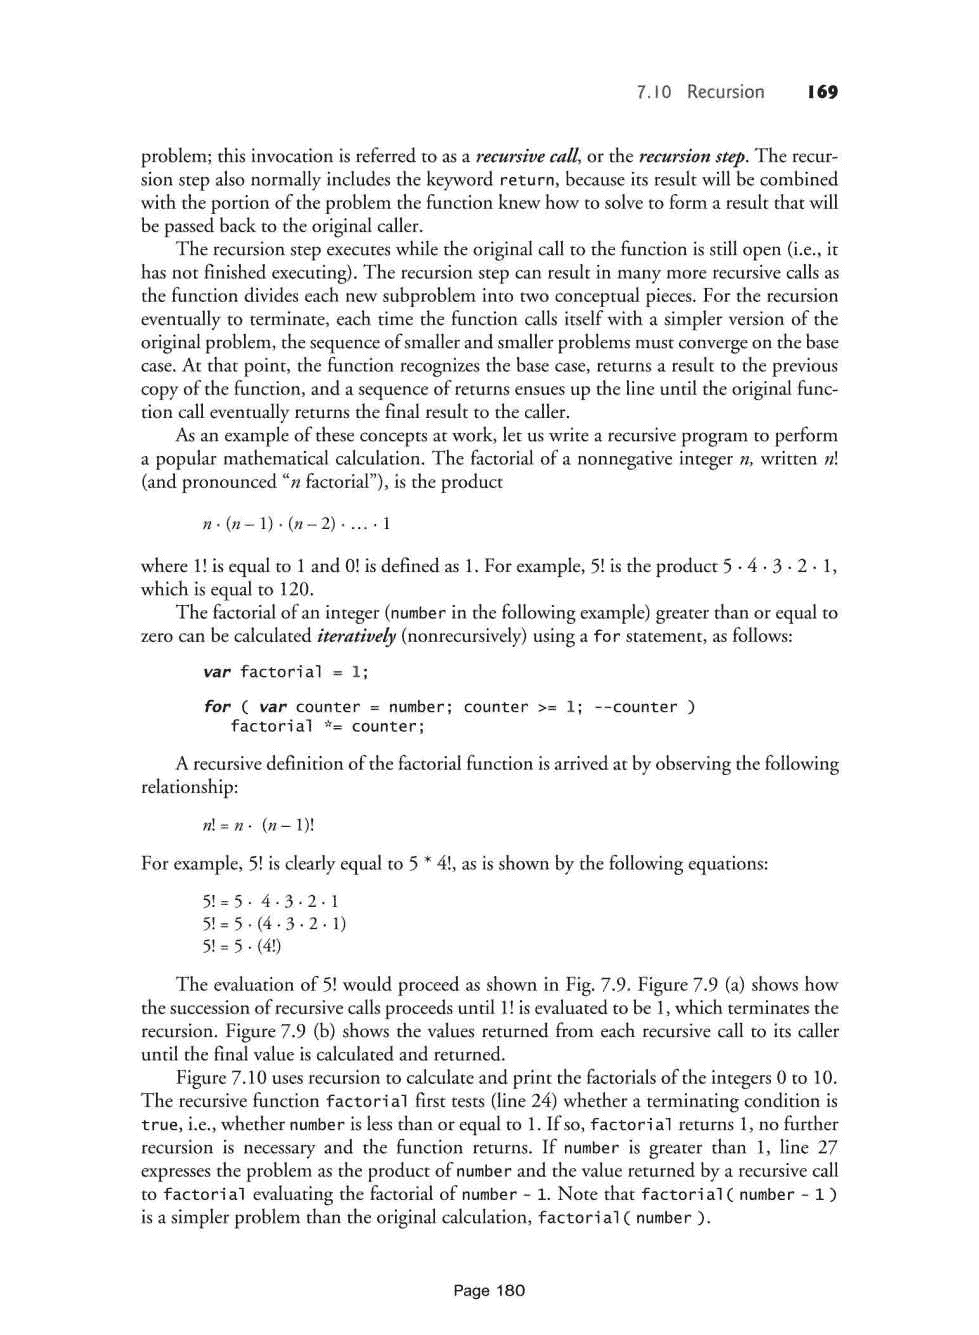 7.10 Recursion 169
problem; this invocation is referred to as a recursive call, or the recursion step. The recur-
sion step also normally includes the keyword return, because its result will be combined
with the portion of the problem the function knew how to solve to form a result that will
be passed back to the original caller.
The recursion step executes while the original call to the function is still open (i.e., it
has not finished executing). The recursion step can result in many more recursive calls as
the function divides each new subproblem into two conceptual pieces. For the recursion
eventually to terminate, each time the function calls itself with a simpler version of the
original problem, the sequence of smaller and smaller problems must converge on the base
case. At that point, the function recognizes the base case, returns a result to the previous
copy of the function, and a sequence of returns ensues up the line until the original func-
tion call eventually returns the final result to the caller.
As an example of these concepts at work, let us write a recursive program to perform
a popular mathematical calculation. The factorial of a nonnegative integer n, written n!
(and pronounced “n factorial”), is the product
n · (n – 1) · (n – 2) · … · 1
where 1! is equal to 1 and 0! is defined as 1. For example, 5! is the product 5 · 4 · 3 · 2 · 1,
which is equal to 120.
The factorial of an integer (number in the following example) greater than or equal to
zero can be calculated iteratively (nonrecursively) using a for statement, as follows:
var factorial = 1;
for ( var counter = number; counter >= 1; --counter )
factorial *= counter;
A recursive definition of the factorial function is arrived at by observing the following
relationship:
n! = n · (n – 1)!
For example, 5! is clearly equal to 5 * 4!, as is shown by the following equations:
5! = 5 · 4 · 3 · 2 · 1
5! = 5 · (4 · 3 · 2 · 1)
5! = 5 · (4!)
The evaluation of 5! would proceed as shown in Fig. 7.9. Figure 7.9 (a) shows how
the succession of recursive calls proceeds until 1! is evaluated to be 1, which terminates the
recursion. Figure 7.9 (b) shows the values returned from each recursive call to its caller
until the final value is calculated and returned.
Figure 7.10 uses recursion to calculate and print the factorials of the integers 0 to 10.
The recursive function factorial first tests (line 24) whether a terminating condition is
true, i.e., whether number is less than or equal to 1. If so, factorial returns 1, no further
recursion is necessary and the function returns. If number is greater than 1, line 27
expresses the problem as the product of number and the value returned by a recursive call
to factorial evaluating the factorial of number - 1. Note that factorial( number - 1 )
is a simpler problem than the original calculation, factorial( number ).
Page 180